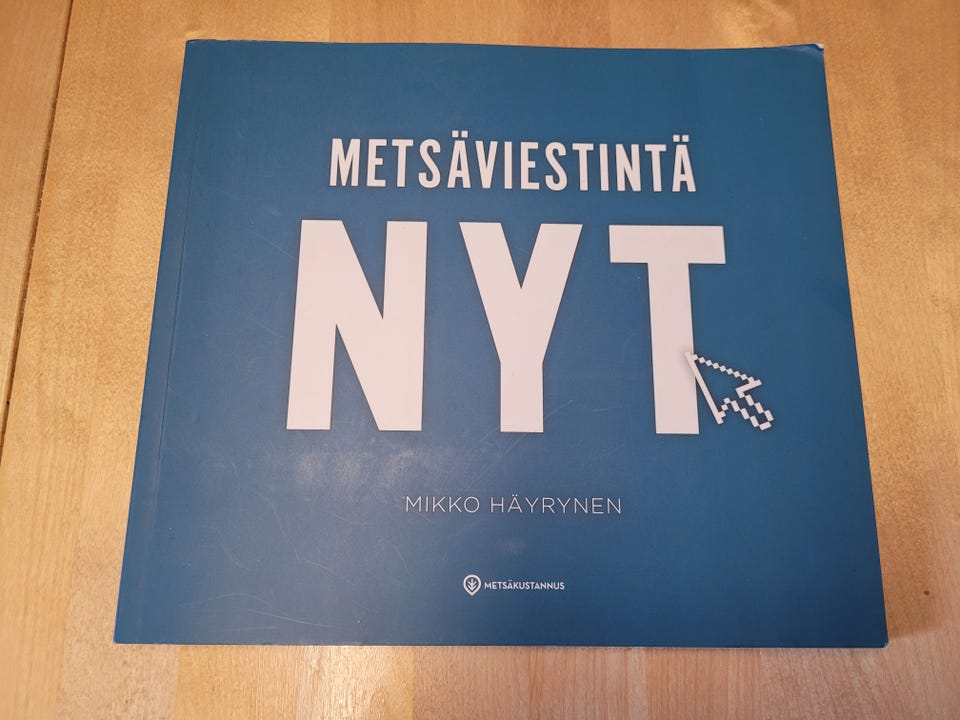 METSÄVIESTINTÄ
NYT
MIKKO HÄYRYNEN
METSÄKUSTANNUS